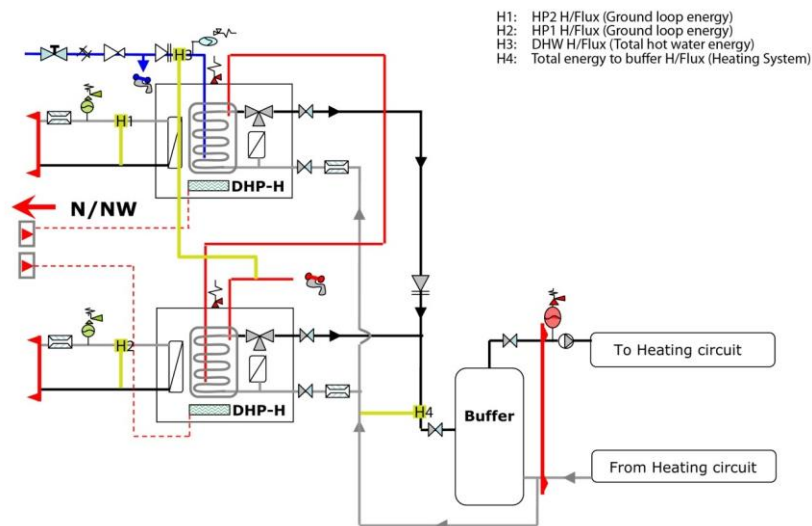 H1: HP2 H/Flux (Ground loop energy)
H2: HP1 H/Flux (Ground loop energy)
H3: DHW H/Flux (Total hot water energy)
H4: Total energy to buffer H/Flux (Heating System)
H3
H1
DHP-H
N/NW
H2
To Heating circuit
DHP-H
H4
Buffer
From Heating circuit